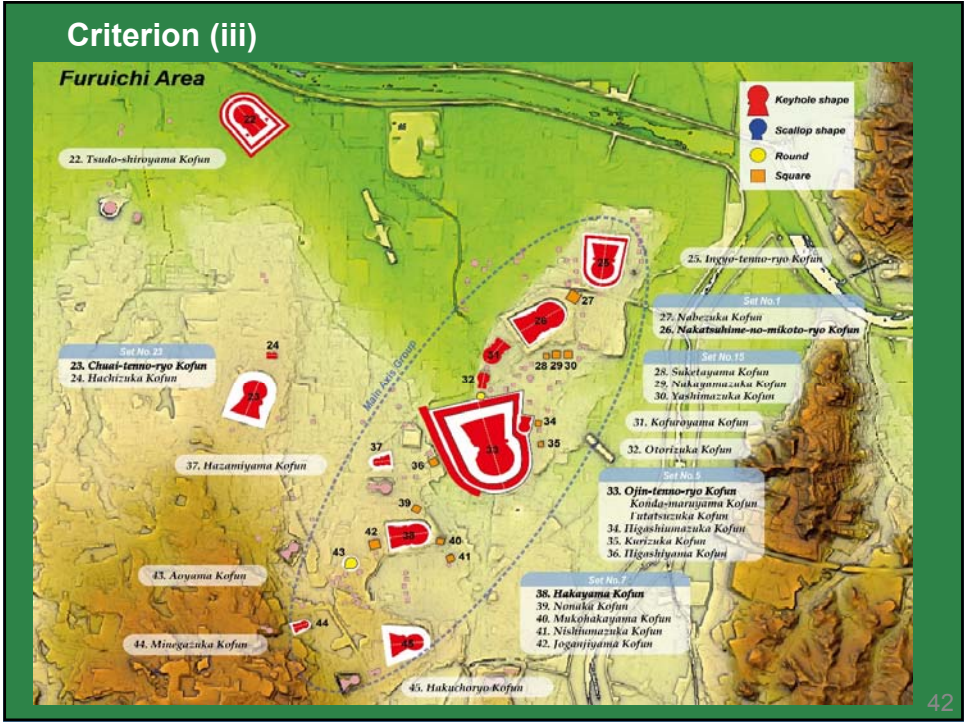 Criterion (iii)
Furuichi Area
Keyhole shape
Scallop shape
Round
Square
22
22. Tsudo-shiroyama Kofun
25
25. Ingyo-tenno-ryo Kofun
27
26
Set No.1
27. Nabezuka Kofun
26. Nakatsuhime-no-mikoto-ryo Kofun
24
Set No.23
23. Chuai-tenno-ryo Kofun
24. Hachizuka Kofun
23
Main Axis Group
31
28 29 30
32
Set No.15
28. Suketayama Kofun
29. Nakayamazuka Kofun
30. Yashimazuka Kofun
31. Kofuroyama Kofun
32. Otorizuka Kofun
34
35
33
37
36
37. Hazamiyama Kofun
Set No.5
33. Ojin-tenno-ryo Kofun
Konda-maruyama Kofun
Futatsuzuka Kofun
34. Higashiumazuka Kofun
35. Kurizuka Kofun
36. Higashiyama Kofun
39
42
38
40
41
43
43. Aoyama Kofun
Set No.7
38. Hakayama Kofun
39. Nonaka Kofun
40. Mukohakayama Kofun
41. Nishiumazuka Kofun
42. Joganjiyama Kofun
44
44. Minegazuka Kofun
45
45. Hakuchoryo Kofun
42